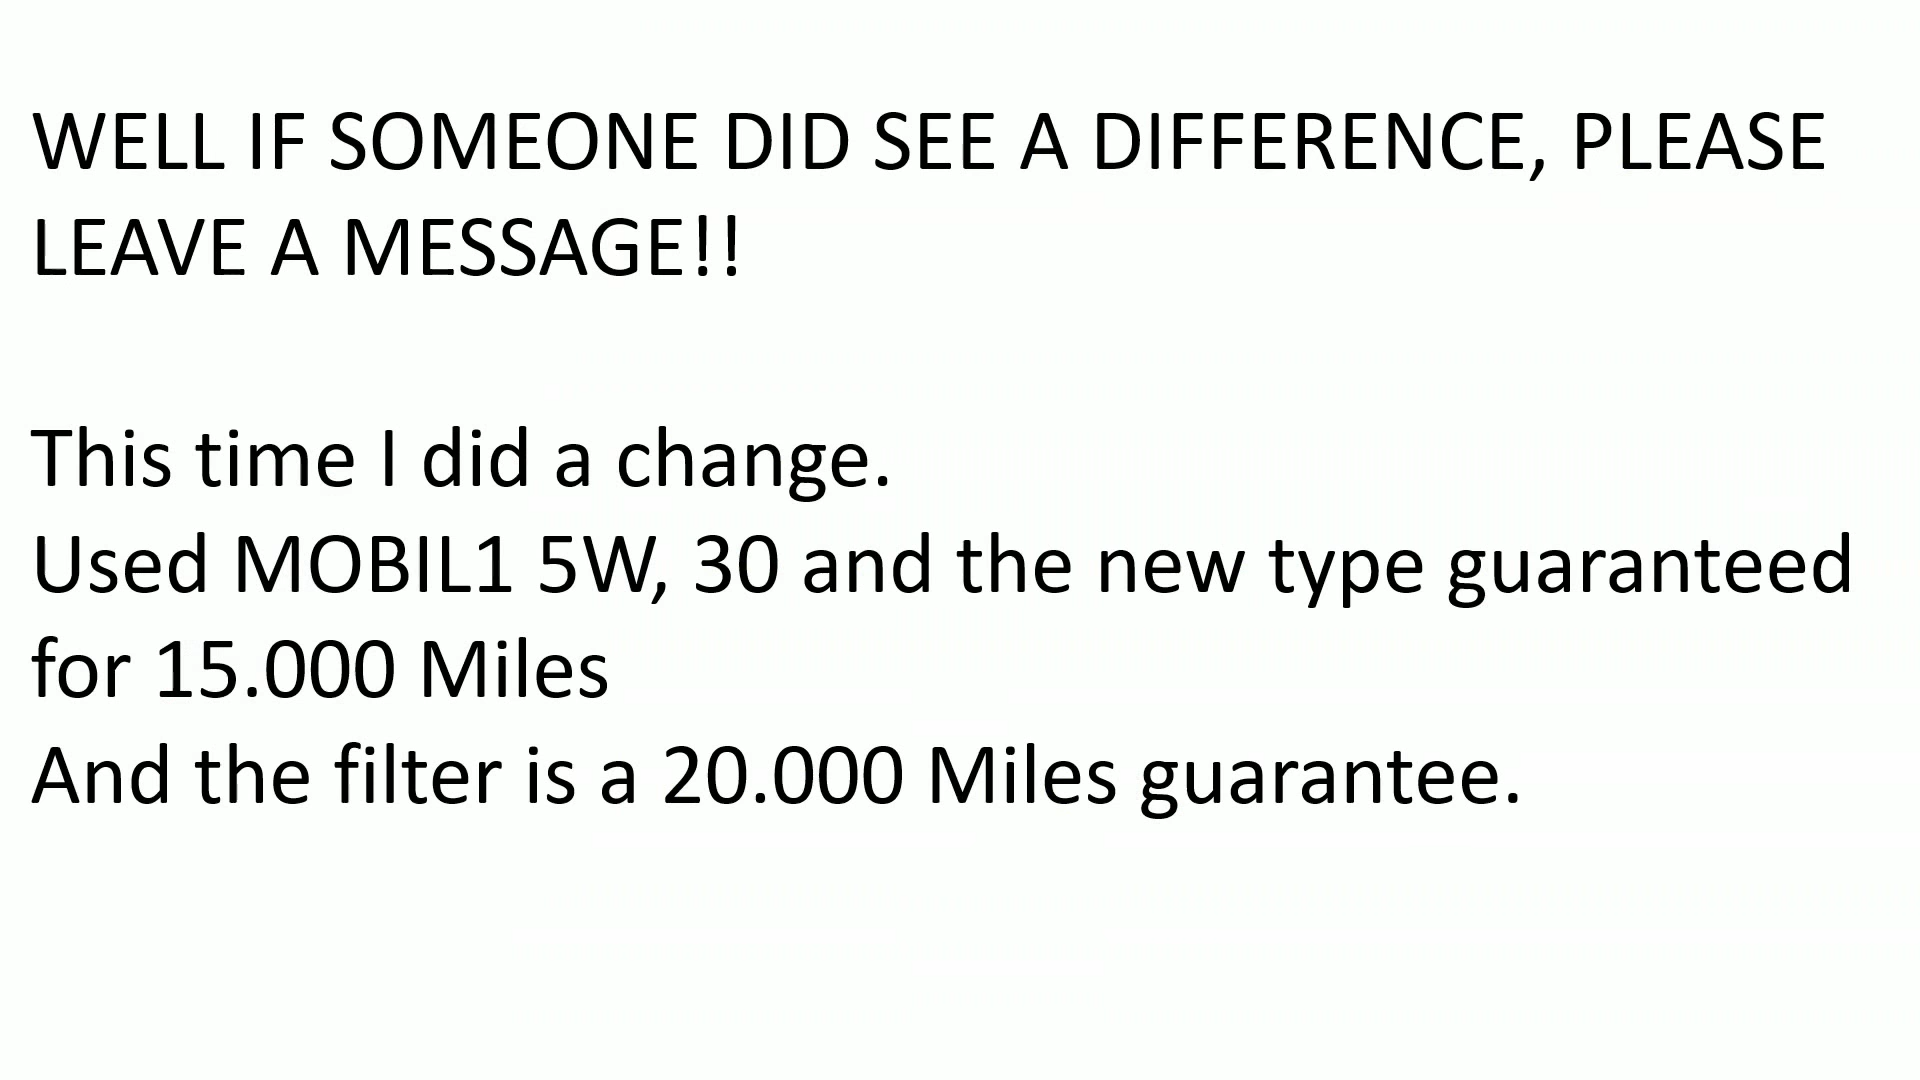 WELL IF SOMEONE DID SEE A DIFFERENCE, PLEASE
LEAVE A MESSAGE!!
This time I did a change.
Used MOBIL1 5W, 30 and the new type guaranteed
for 15.000 Miles
And the filter is a 20.000 Miles guarantee.